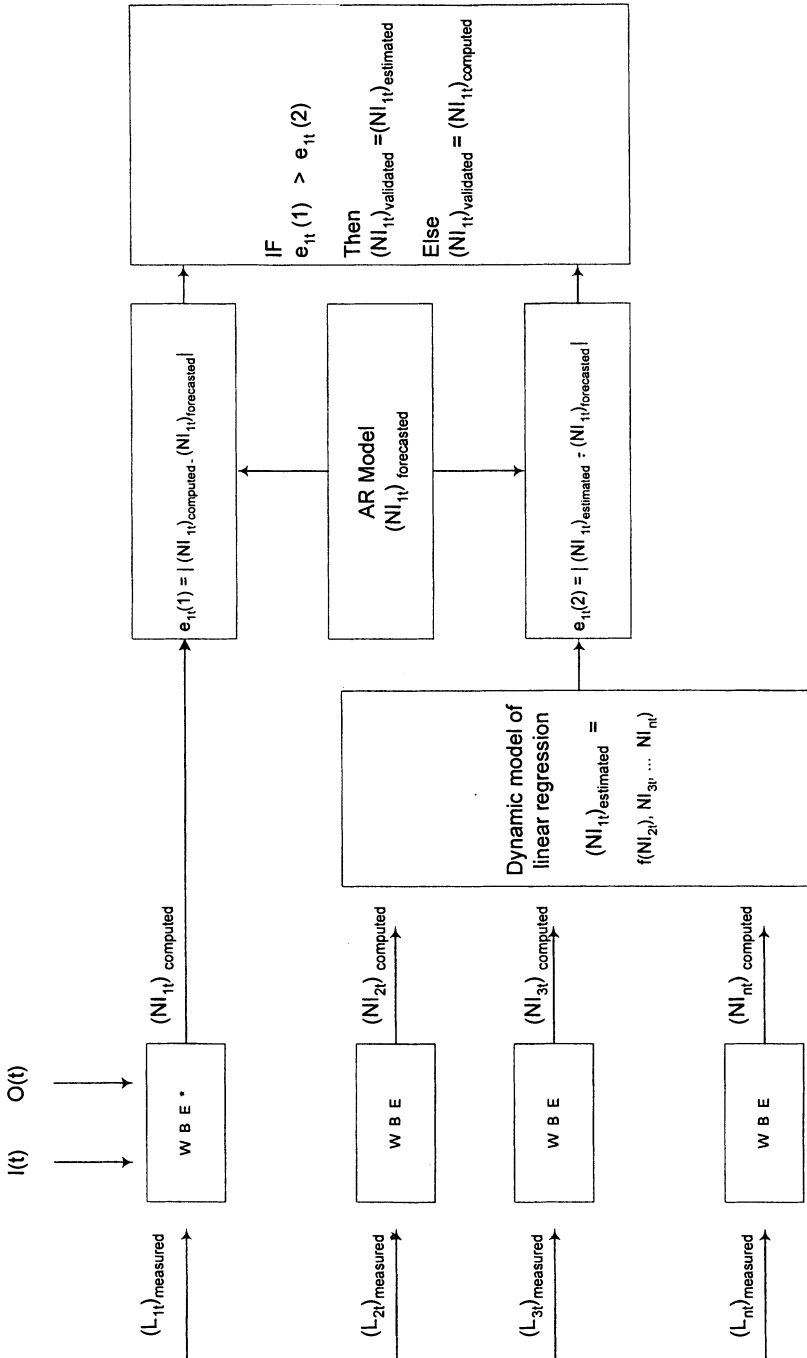 I(t)
O(t)
(L1t)measured
W B E *
(NI1t) computed
e1t(1) = | (NI1t)computed - (NI1t)forecasted|
(L2t)measured
W B E
(NI2t) computed
(L3t)measured
W B E
(NI3t) computed
(Lnt)measured
W B E
(NInt) computed
Dynamic model of
linear regression
(NI1t)estimated =
f(NI2t), NI3t, ... NInt)
AR Model
(NI1t) forecasted
e1t(2) = | (NI1t)estimated - (NI1t)forecasted|
IF
e1t (1) > e1t (2)
Then
(NI1t)validated =(NI1t)estimated
Else
(NI1t)validated = (NI1t)computed